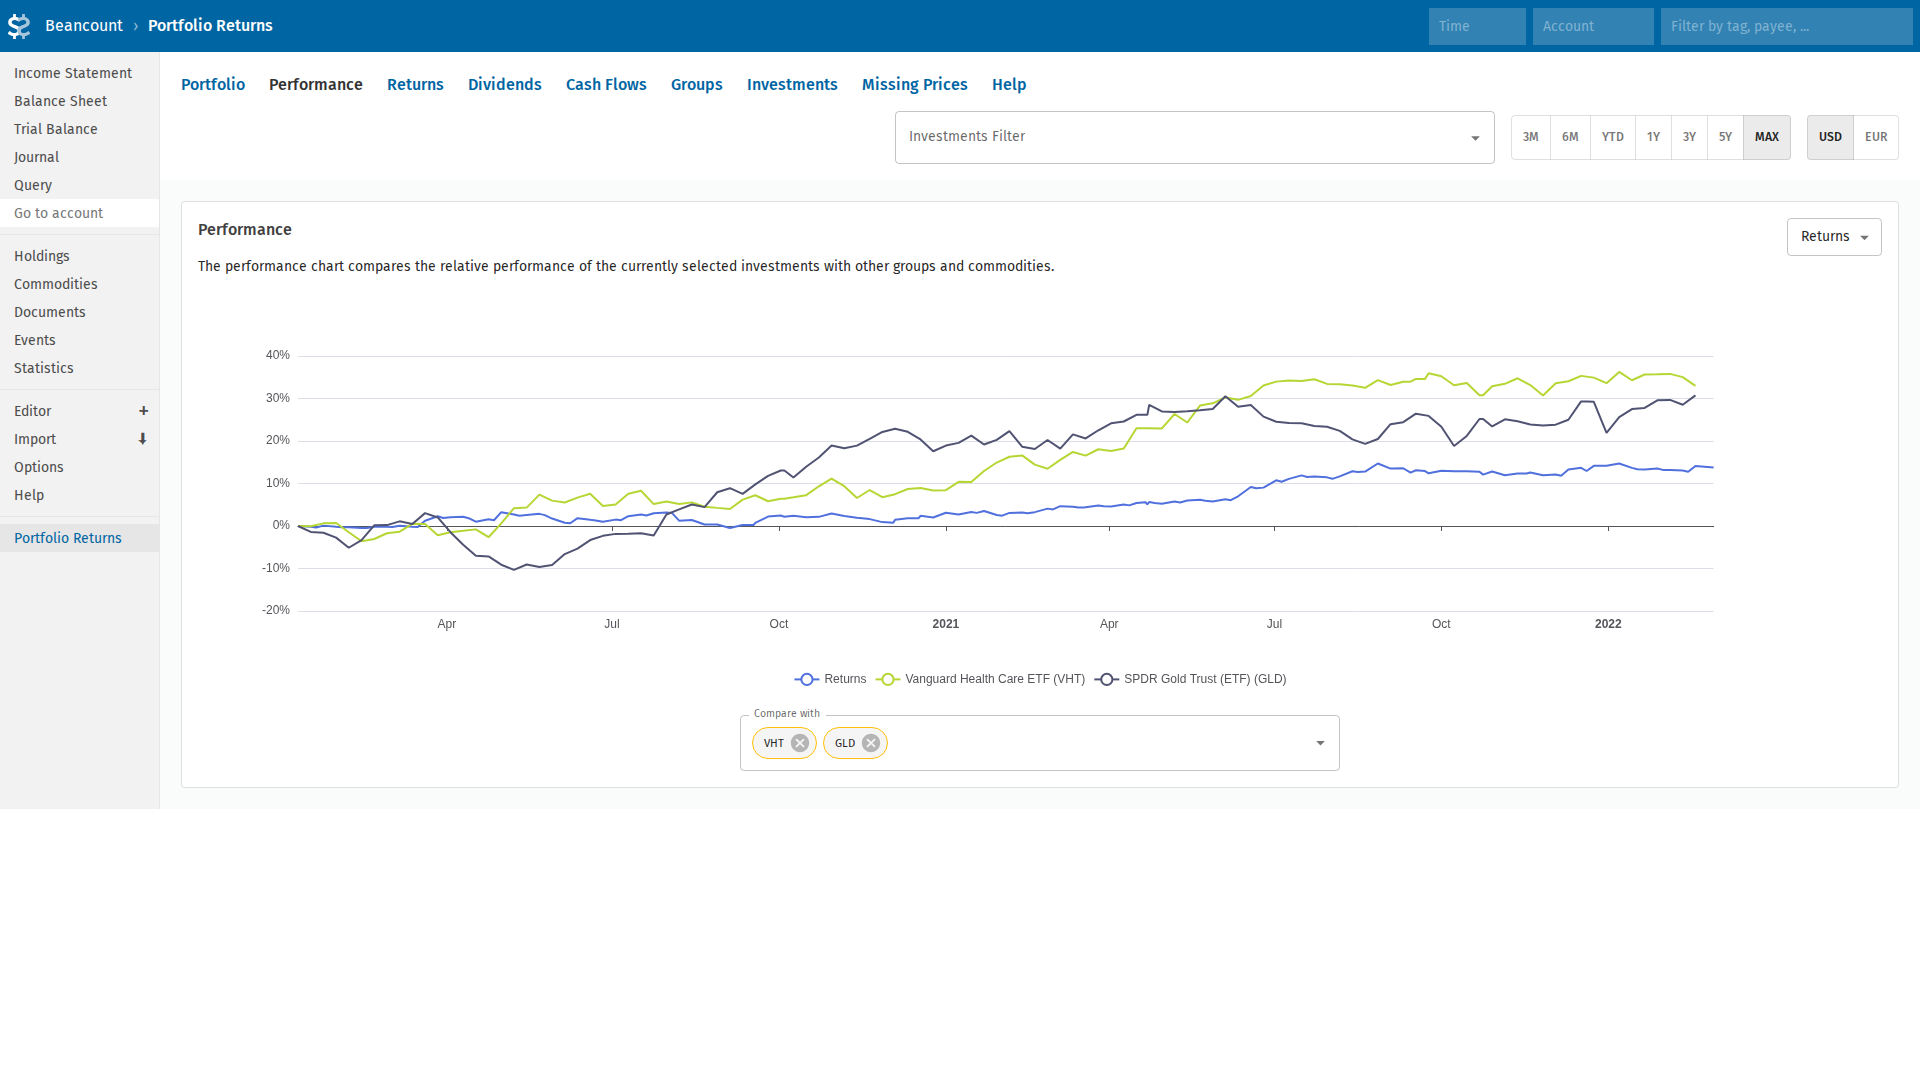 Beancount › Portfolio Returns
Time
Account
Filter by tag, payee, ...
Income Statement
Balance Sheet
Trial Balance
Journal
Query
Go to account
Holdings
Commodities
Documents
Events
Statistics
Editor +
Import
Options
Help
Portfolio Returns
Portfolio Performance Returns Dividends Cash Flows Groups Investments Missing Prices Help
Investments Filter
3M 6M YTD 1Y 3Y 5Y MAX
USD EUR
Performance
Returns
The performance chart compares the relative performance of the currently selected investments with other groups and commodities.
40%
30%
20%
10%
0%
-10%
-20%
Apr Jul Oct 2021 Apr Jul Oct 2022
Returns Vanguard Health Care ETF (VHT) SPDR Gold Trust (ETF) (GLD)
Compare with
VHT GLD